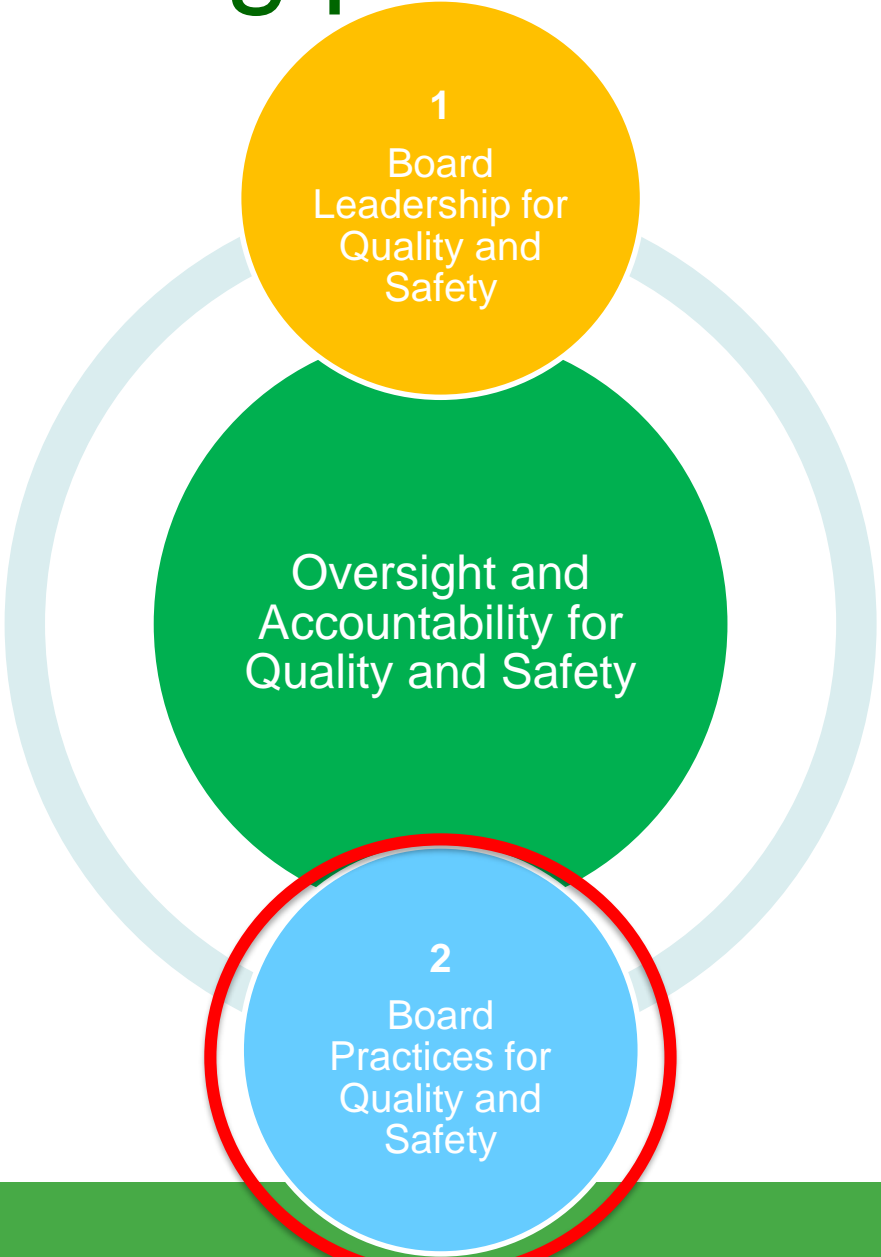 1
Board
Leadership for
Quality and
Safety
Oversight and
Accountability for
Quality and Safety
2
Board
Practices for
Quality and
Safety